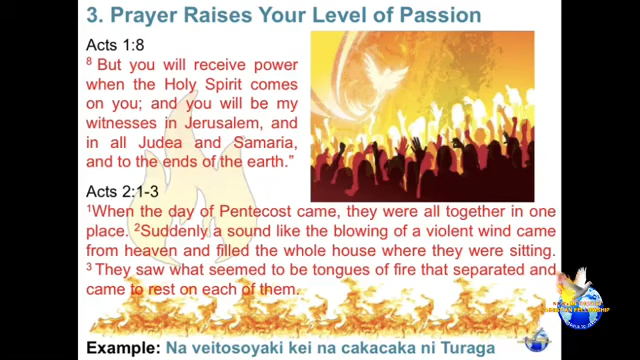 3. Prayer Raises Your Level of Passion
Acts 1:8
8 But you will receive power
when the Holy Spirit comes
on you; and you will be my
witnesses in Jerusalem, and
in all Judea and Samaria,
and to the ends of the earth.”
Acts 2:1-3
1When the day of Pentecost came, they were all together in one
place. 2Suddenly a sound like the blowing of a violent wind came
from heaven and filled the whole house where they were sitting.
3 They saw what seemed to be tongues of fire that separated and
came to rest on each of them.
FELLOWSHIP
Example: Na veitosoyaki kei na cakacaka ni Turaga